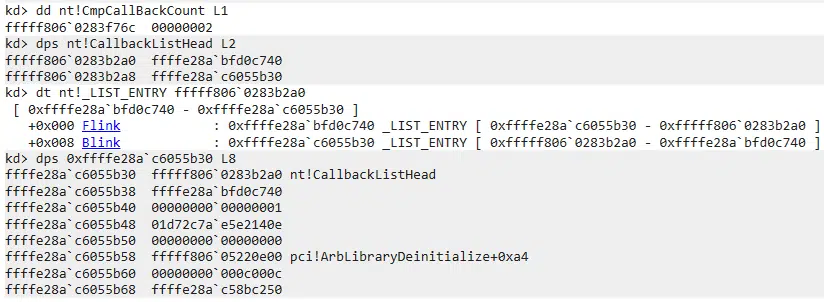 kd> dd nt!CmpCallBackCount L1
fffff806`0283f76c  00000002
kd> dps nt!CallbackListHead L2
fffff806`0283b2a0  ffffe28a`bfd0c740
fffff806`0283b2a8  ffffe28a`c6055b30
kd> dt nt!_LIST_ENTRY fffff806`0283b2a0
 [ 0xffffe28a`bfd0c740 - 0xffffe28a`c6055b30 ]
   +0x000 Flink            : 0xffffe28a`bfd0c740 _LIST_ENTRY [ 0xffffe28a`c6055b30 - 0xfffff806`0283b2a0 ]
   +0x008 Blink            : 0xffffe28a`c6055b30 _LIST_ENTRY [ 0xfffff806`0283b2a0 - 0xffffe28a`bfd0c740 ]
kd> dps 0xffffe28a`c6055b30 L8
ffffe28a`c6055b30  fffff806`0283b2a0 nt!CallbackListHead
ffffe28a`c6055b38  ffffe28a`bfd0c740
ffffe28a`c6055b40  00000000`00000001
ffffe28a`c6055b48  01d72c7a`e5e2140e
ffffe28a`c6055b50  00000000`00000000
ffffe28a`c6055b58  fffff806`05220e00 pci!ArbLibraryDeinitialize+0xa4
ffffe28a`c6055b60  00000000`000c000c
ffffe28a`c6055b68  ffffe28a`c58bc250